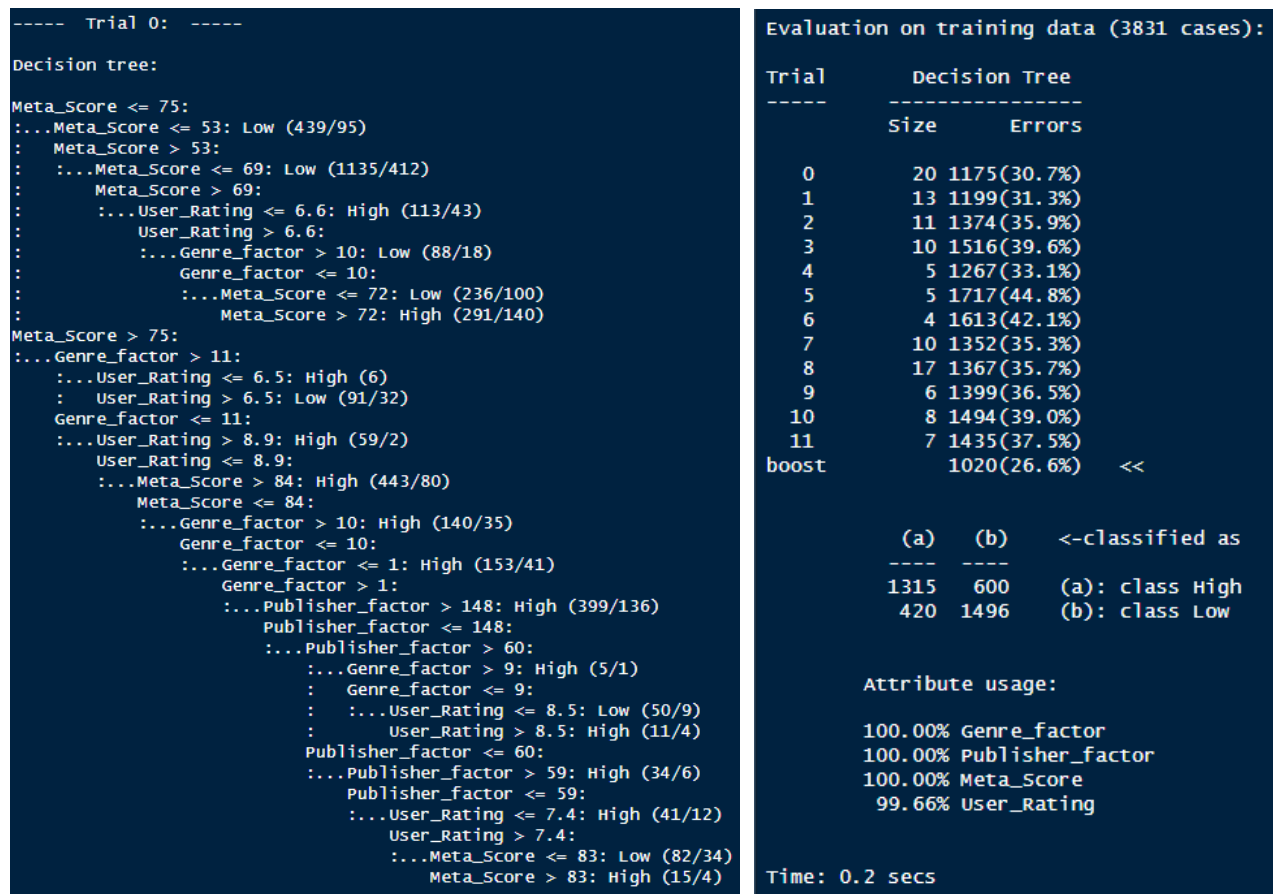 ----- Trial 0: -----
Decision tree:
Meta_Score <= 75:
:...Meta_Score <= 53: Low (439/95)
:   Meta_Score > 53:
:   :...Meta_Score <= 69: Low (1135/412)
:       Meta_Score > 69:
:       :...User_Rating <= 6.6: High (113/43)
:           User_Rating > 6.6:
:           :...Genre_factor > 10: Low (88/18)
:               Genre_factor <= 10:
:               :...Meta_Score <= 72: Low (236/100)
:                   Meta_Score > 72: High (291/140)
Meta_Score > 75:
:...Genre_factor > 11:
    :...User_Rating <= 6.5: High (6)
    :   User_Rating > 6.5: Low (91/32)
    Genre_factor <= 11:
    :...User_Rating > 8.9: High (59/2)
        User_Rating <= 8.9:
        :...Meta_Score > 84: High (443/80)
            Meta_Score <= 84:
            :...Genre_factor > 10: High (140/35)
                Genre_factor <= 10:
                :...Genre_factor <= 1: High (153/41)
                    Genre_factor > 1:
                    :...Publisher_factor > 148: High (399/136)
                        Publisher_factor <= 148:
                        :...Publisher_factor > 60:
                            :...Genre_factor > 9: High (5/1)
                            :   Genre_factor <= 9:
                            :   :...User_Rating <= 8.5: Low (50/9)
                            :       User_Rating > 8.5: High (11/4)
                            Publisher_factor <= 60:
                            :...Publisher_factor > 59: High (34/6)
                                Publisher_factor <= 59:
                                :...User_Rating <= 7.4: High (41/12)
                                    User_Rating > 7.4:
                                    :...Meta_Score <= 83: Low (82/34)
                                        Meta_Score > 83: High (15/4)
Evaluation on training data (3831 cases):
Trial Decision Tree
----- ----------------
Size Errors
0 20 1175(30.7%)
1 13 1199(31.3%)
2 11 1374(35.9%)
3 10 1516(39.6%)
4 5 1267(33.1%)
5 5 1717(44.8%)
6 4 1613(42.1%)
7 10 1352(35.3%)
8 17 1367(35.7%)
9 6 1399(36.5%)
10 8 1494(39.0%)
11 7 1435(37.5%)
boost 1020(26.6%) <<
(a) (b) <-classified as
---- ----
1315 600 (a): class High
420 1496 (b): class Low
Attribute usage:
100.00% Genre_factor
100.00% Publisher_factor
100.00% Meta_Score
99.66% User_Rating
Time: 0.2 secs